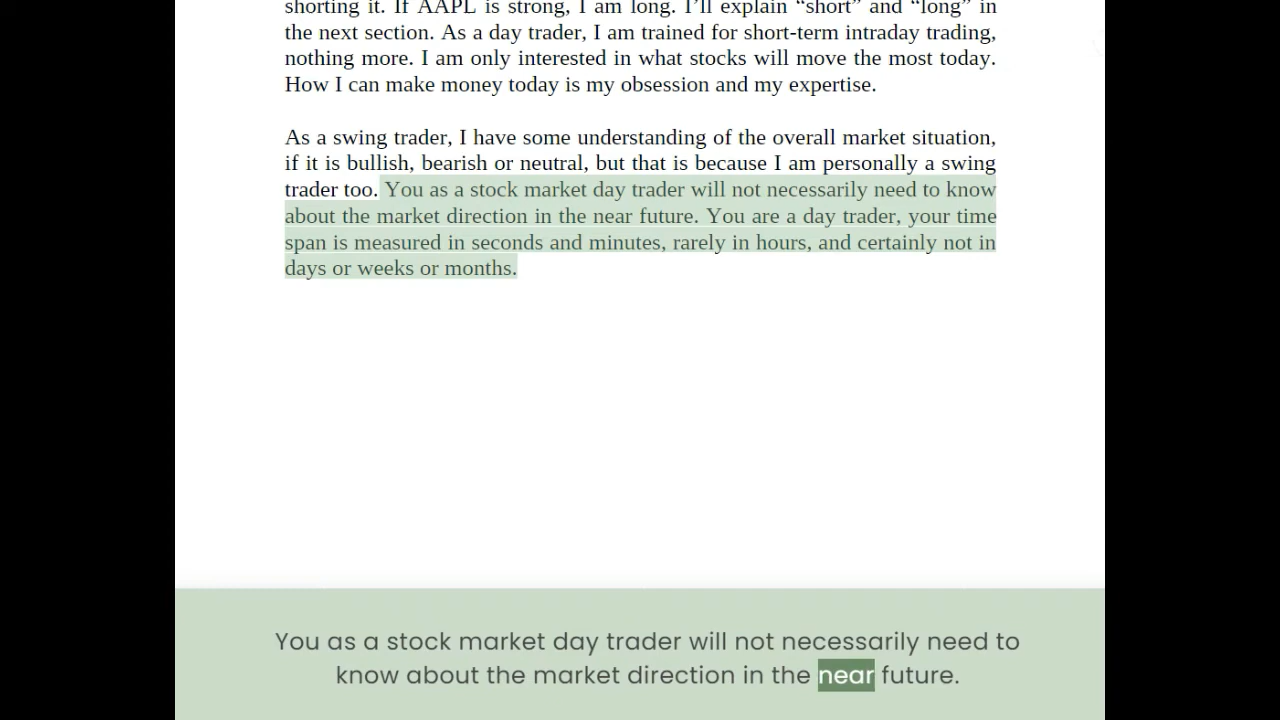 shorting it. If AAPL is strong, I am long. I’ll explain “short” and “long” in
the next section. As a day trader, I am trained for short-term intraday trading,
nothing more. I am only interested in what stocks will move the most today.
How I can make money today is my obsession and my expertise.
As a swing trader, I have some understanding of the overall market situation,
if it is bullish, bearish or neutral, but that is because I am personally a swing
trader too. You as a stock market day trader will not necessarily need to know
about the market direction in the near future. You are a day trader, your time
span is measured in seconds and minutes, rarely in hours, and certainly not in
days or weeks or months.
You as a stock market day trader will not necessarily need to
know about the market direction in the near future.